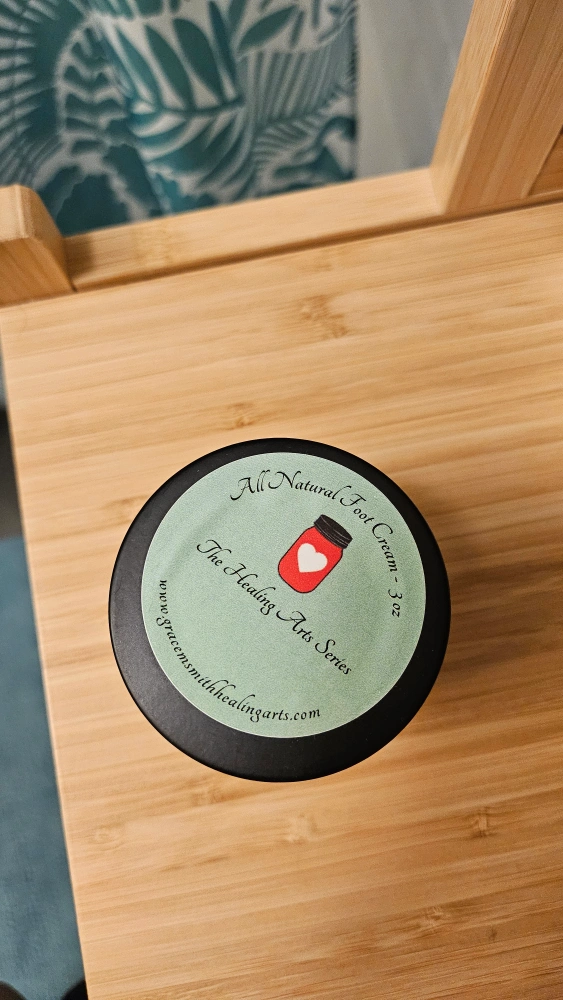 All Natural Foot Cream - 3 oz
The Healing Arts Series
www.gracemsmithhealingarts.com